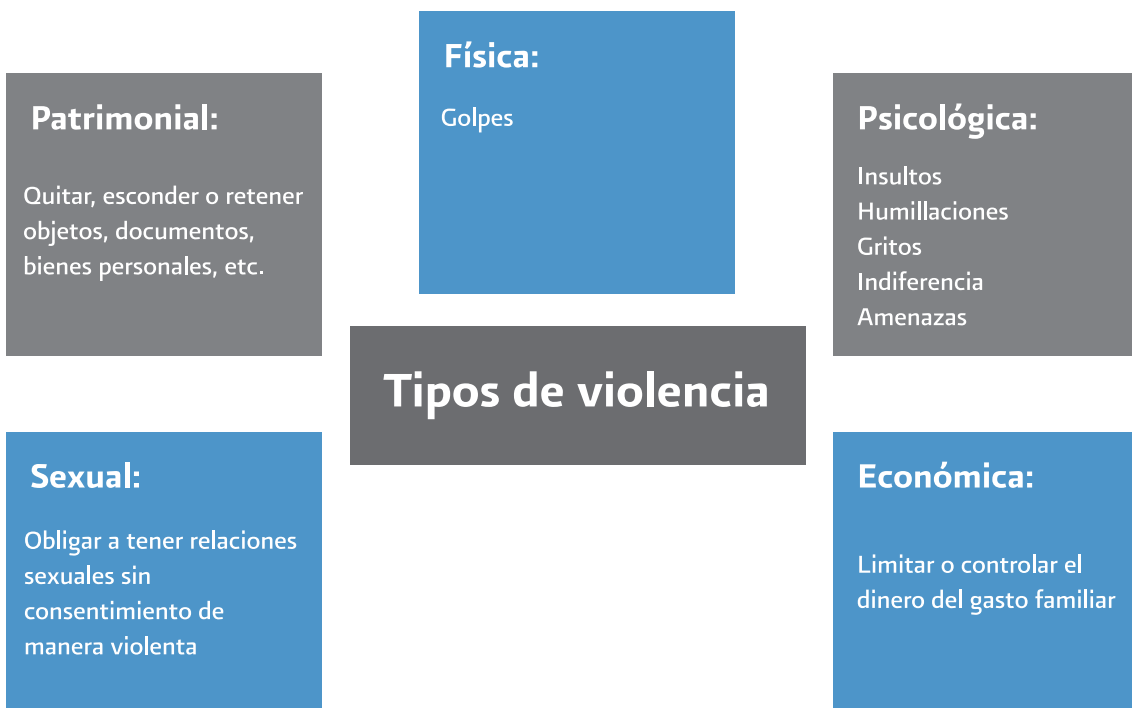 Física:
Golpes
Patrimonial:
Quitar, esconder o retener
objetos, documentos,
bienes personales, etc.
Psicológica:
Insultos
Humillaciones
Gritos
Indiferencia
Amenazas
Tipos de violencia
Sexual:
Obligar a tener relaciones
sexuales sin
consentimiento de
manera violenta
Económica:
Limitar o controlar el
dinero del gasto familiar